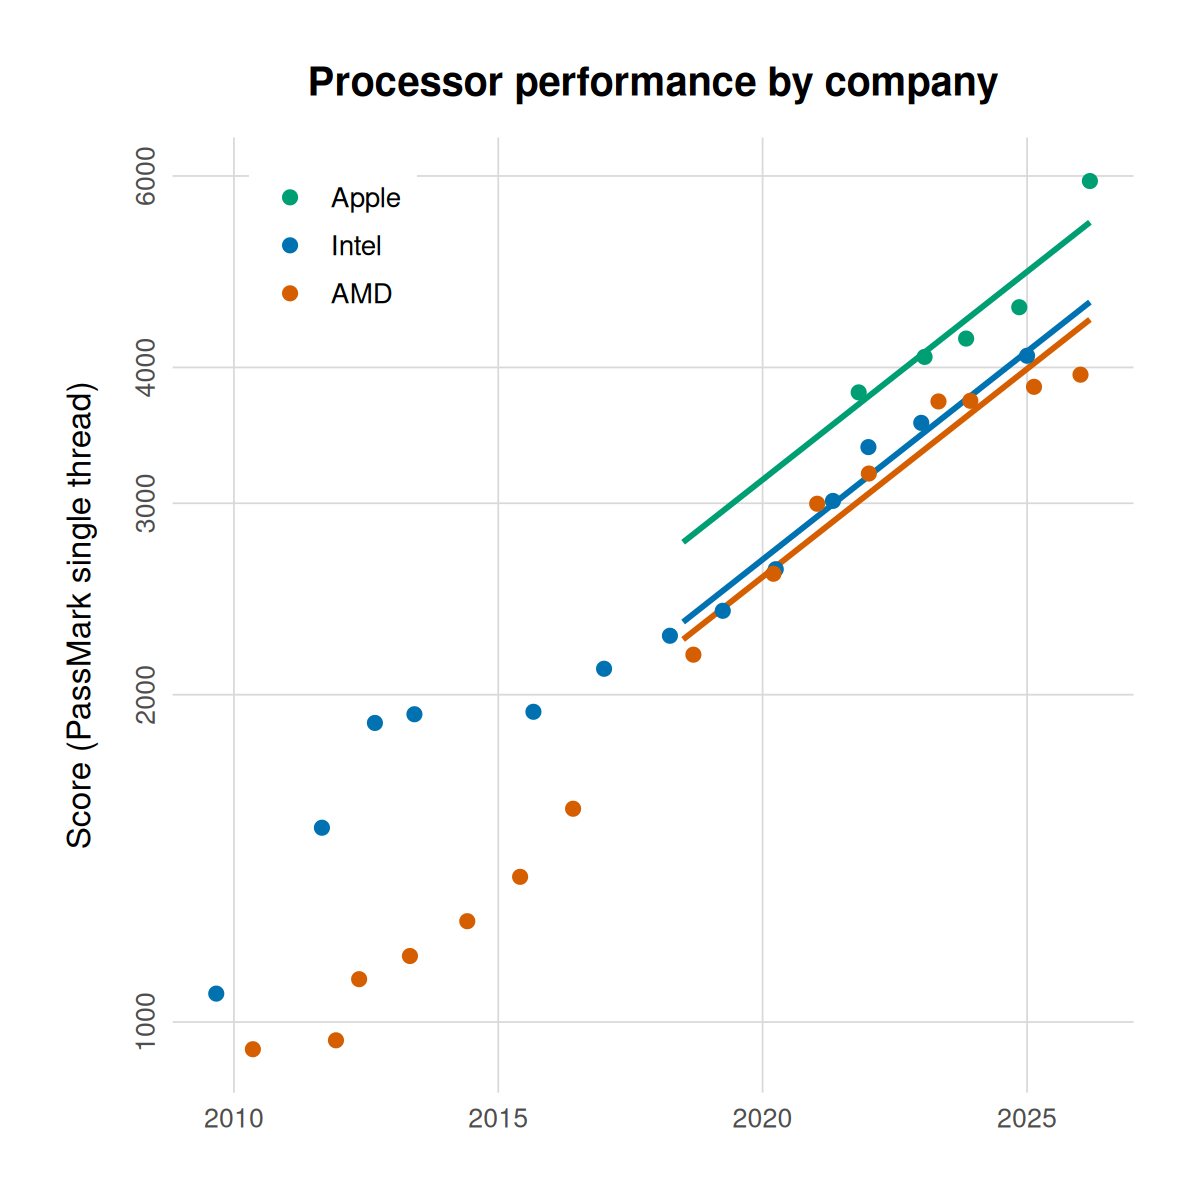 Processor performance by company
Apple
Intel
AMD
Score (PassMark single thread)
6000
4000
3000
2000
1000
2010
2015
2020
2025